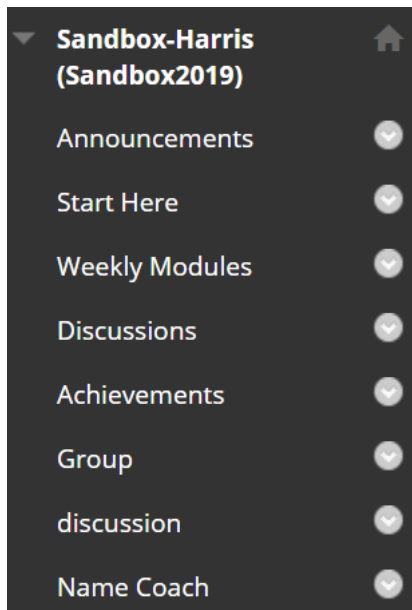 Sandbox-Harris
(Sandbox2019)
Announcements
Start Here
Weekly Modules
Discussions
Achievements
Group
discussion
Name Coach